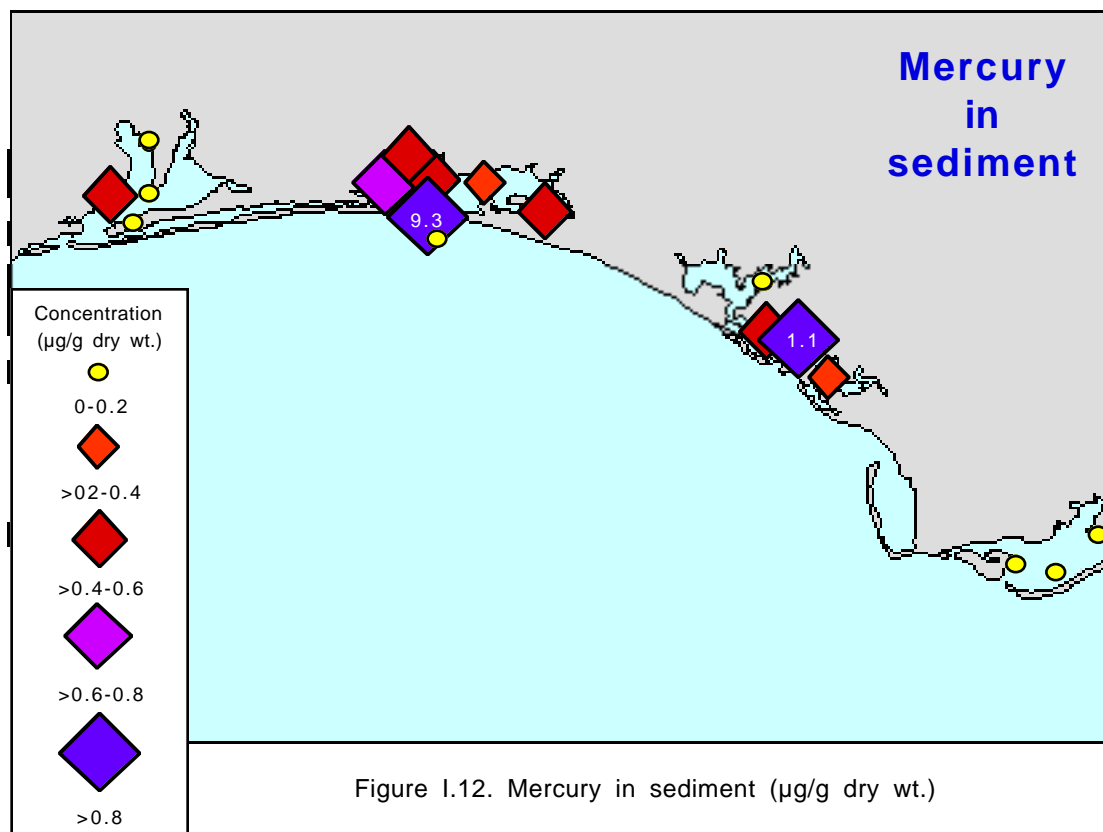 Mercury
in
sediment
9.3
1.1
Concentration
(µg/g dry wt.)
0-0.2
>02-0.4
>0.4-0.6
>0.6-0.8
>0.8
Figure I.12. Mercury in sediment (µg/g dry wt.)